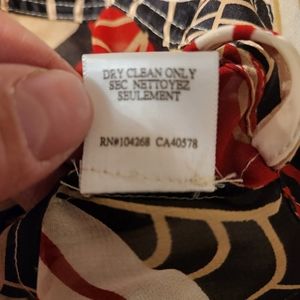 DRY CLEAN ONLY
SEC NETTOYEZ
SEULEMENT
RN#104268 CA40578